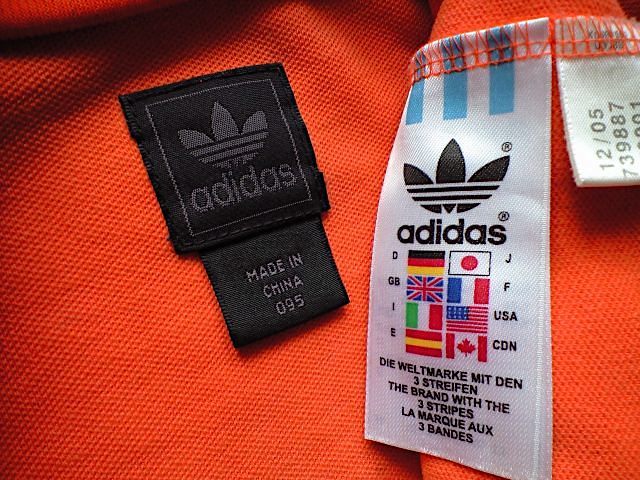 adidas
MADE IN
CHINA
095
®
adidas®
D J
GB F
I USA
E CDN
DIE WELTMARKE MIT DEN
3 STREIFEN
THE BRAND WITH THE
3 STRIPES
LA MARQUE AUX
3 BANDES
12/05
739887